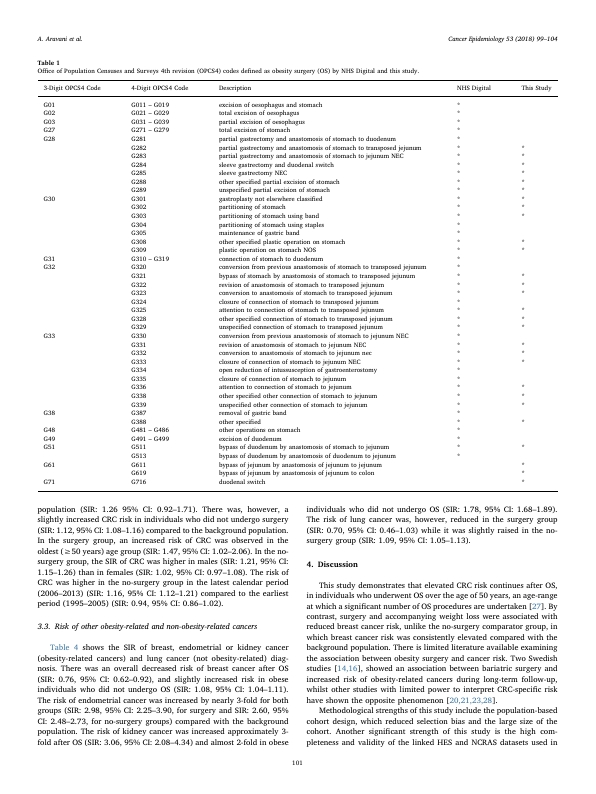 A. Aravani et al.
Cancer Epidemiology 53 (2018) 99–104
Table 1
Office of Population Censuses and Surveys 4th revision (OPCS4) codes defined as obesity surgery (OS) by NHS Digital and this study.
3-Digit OPCS4 Code 4-Digit OPCS4 Code Description NHS Digital This Study
G01 G011 – G019 excision of oesophagus and stomach *
G02 G021 – G029 total excision of oesophagus *
G03 G031 – G039 partial excision of oesophagus *
G27 G271 – G279 total excision of stomach *
G28 G281 partial gastrectomy and anastomosis of stomach to duodenum *
G282 partial gastrectomy and anastomosis of stomach to transposed jejunum * *
G283 partial gastrectomy and anastomosis of stomach to jejunum NEC * *
G284 sleeve gastrectomy and duodenal switch * *
G285 sleeve gastrectomy NEC * *
G288 other specified partial excision of stomach * *
G289 unspecified partial excision of stomach * *
G30 G301 gastroplasty not elsewhere classified * *
G302 partitioning of stomach * *
G303 partitioning of stomach using band * *
G304 partitioning of stomach using staples *
G305 maintenance of gastric band *
G308 other specified plastic operation on stomach * *
G309 plastic operation on stomach NOS * *
G31 G310 – G319 connection of stomach to duodenum *
G32 G320 conversion from previous anastomosis of stomach to transposed jejunum *
G321 bypass of stomach by anastomosis of stomach to transposed jejunum * *
G322 revision of anastomosis of stomach to transposed jejunum * *
G323 conversion to anastomosis of stomach to transposed jejunum * *
G324 closure of connection of stomach to transposed jejunum *
G325 attention to connection of stomach to transposed jejunum * *
G328 other specified connection of stomach to transposed jejunum * *
G329 unspecified connection of stomach to transposed jejunum * *
G33 G330 conversion from previous anastomosis of stomach to jejunum NEC *
G331 revision of anastomosis of stomach to jejunum NEC * *
G332 conversion to anastomosis of stomach to jejunum nec * *
G333 closure of connection of stomach to jejunum NEC * *
G334 open reduction of intussusception of gastroenterostomy *
G335 closure of connection of stomach to jejunum *
G336 attention to connection of stomach to jejunum * *
G338 other specified other connection of stomach to jejunum * *
G339 unspecified other connection of stomach to jejunum * *
G38 G387 removal of gastric band *
G388 other specified * *
G48 G481 – G486 other operations on stomach *
G49 G491 – G499 excision of duodenum *
G51 G511 bypass of duodenum by anastomosis of stomach to jejunum * *
G513 bypass of duodenum by anastomosis of duodenum to jejunum *
G61 G611 bypass of jejunum by anastomosis of jejunum to jejunum *
G619 bypass of jejunum by anastomosis of jejunum to colon *
G71 G716 duodenal switch *
population (SIR: 1.26 95% CI: 0.92–1.71). There was, however, a
slightly increased CRC risk in individuals who did not undergo surgery
(SIR: 1.12, 95% CI: 1.08–1.16) compared to the background population.
In the surgery group, an increased risk of CRC was observed in the
oldest (≥50 years) age group (SIR: 1.47, 95% CI: 1.02–2.06). In the no-
surgery group, the SIR of CRC was higher in males (SIR: 1.21, 95% CI:
1.15–1.26) than in females (SIR: 1.02, 95% CI: 0.97–1.08). The risk of
CRC was higher in the no-surgery group in the latest calendar period
(2006–2013) (SIR: 1.16, 95% CI: 1.12–1.21) compared to the earliest
period (1995–2005) (SIR: 0.94, 95% CI: 0.86–1.02).
3.3. Risk of other obesity-related and non-obesity-related cancers
Table 4 shows the SIR of breast, endometrial or kidney cancer
(obesity-related cancers) and lung cancer (not obesity-related) diag-
nosis. There was an overall decreased risk of breast cancer after OS
(SIR: 0.76, 95% CI: 0.62–0.92), and slightly increased risk in obese
individuals who did not undergo OS (SIR: 1.08, 95% CI: 1.04–1.11).
The risk of endometrial cancer was increased by nearly 3-fold for both
groups (SIR: 2.98, 95% CI: 2.25–3.90, for surgery and SIR: 2.60, 95%
CI: 2.48–2.73, for no-surgery groups) compared with the background
population. The risk of kidney cancer was increased approximately 3-
fold after OS (SIR: 3.06, 95% CI: 2.08–4.34) and almost 2-fold in obese
individuals who did not undergo OS (SIR: 1.78, 95% CI: 1.68–1.89).
The risk of lung cancer was, however, reduced in the surgery group
(SIR: 0.70, 95% CI: 0.46–1.03) while it was slightly raised in the no-
surgery group (SIR: 1.09, 95% CI: 1.05–1.13).
4. Discussion
This study demonstrates that elevated CRC risk continues after OS,
in individuals who underwent OS over the age of 50 years, an age-range
at which a significant number of OS procedures are undertaken [27]. By
contrast, surgery and accompanying weight loss were associated with
reduced breast cancer risk, unlike the no-surgery comparator group, in
which breast cancer risk was consistently elevated compared with the
background population. There is limited literature available examining
the association between obesity surgery and cancer risk. Two Swedish
studies [14,16], showed an association between bariatric surgery and
increased risk of obesity-related cancers during long-term follow-up,
whilst other studies with limited power to interpret CRC-specific risk
have shown the opposite phenomenon [20,21,23,28].
Methodological strengths of this study include the population-based
cohort design, which reduced selection bias and the large size of the
cohort. Another significant strength of this study is the high com-
pleteness and validity of the linked HES and NCRAS datasets used in
101